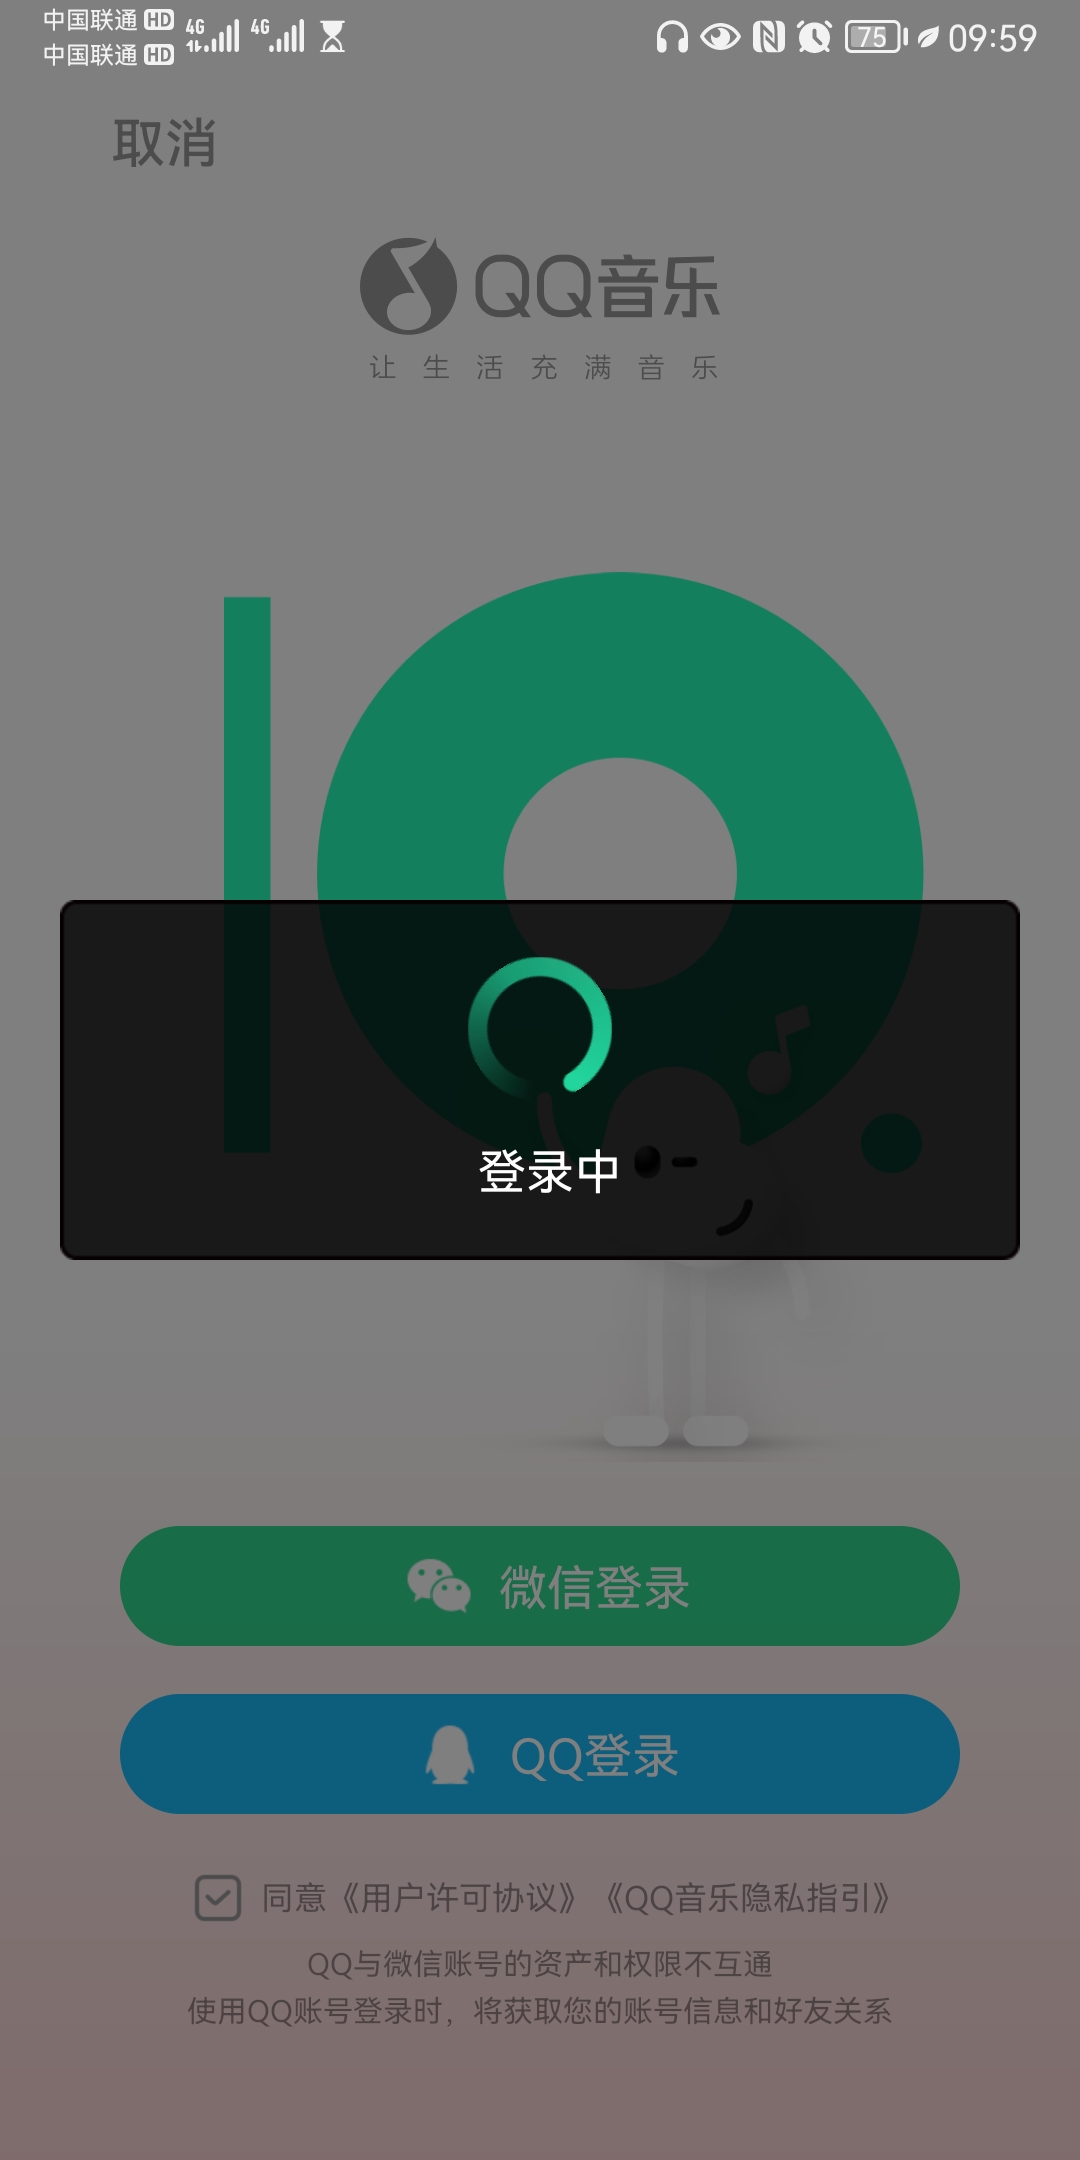 中国联通 HD 4G 4G 75 09:59
中国联通 HD
取消
QQ音乐
让生活充满音乐
10
登录中
微信登录
QQ登录
同意《用户许可协议》《QQ音乐隐私指引》
QQ与微信账号的资产和权限不互通
使用QQ账号登录时，将获取您的账号信息和好友关系